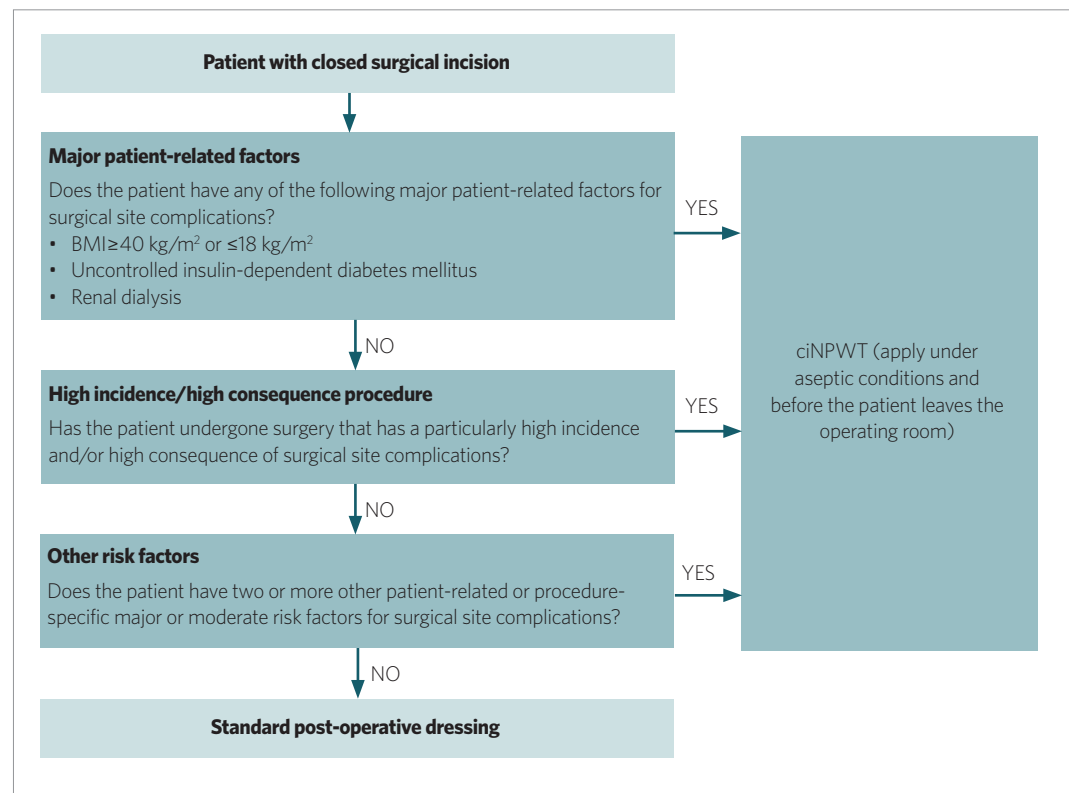 Patient with closed surgical incision
Major patient-related factors
Does the patient have any of the following major patient-related factors for
surgical site complications?
• BMI≥40 kg/m² or ≤18 kg/m²
• Uncontrolled insulin-dependent diabetes mellitus
• Renal dialysis
YES
NO
High incidence/high consequence procedure
Has the patient undergone surgery that has a particularly high incidence
and/or high consequence of surgical site complications?
YES
NO
Other risk factors
Does the patient have two or more other patient-related or procedure-
specific major or moderate risk factors for surgical site complications?
YES
NO
Standard post-operative dressing
ciNPWT (apply under
aseptic conditions and
before the patient leaves the
operating room)